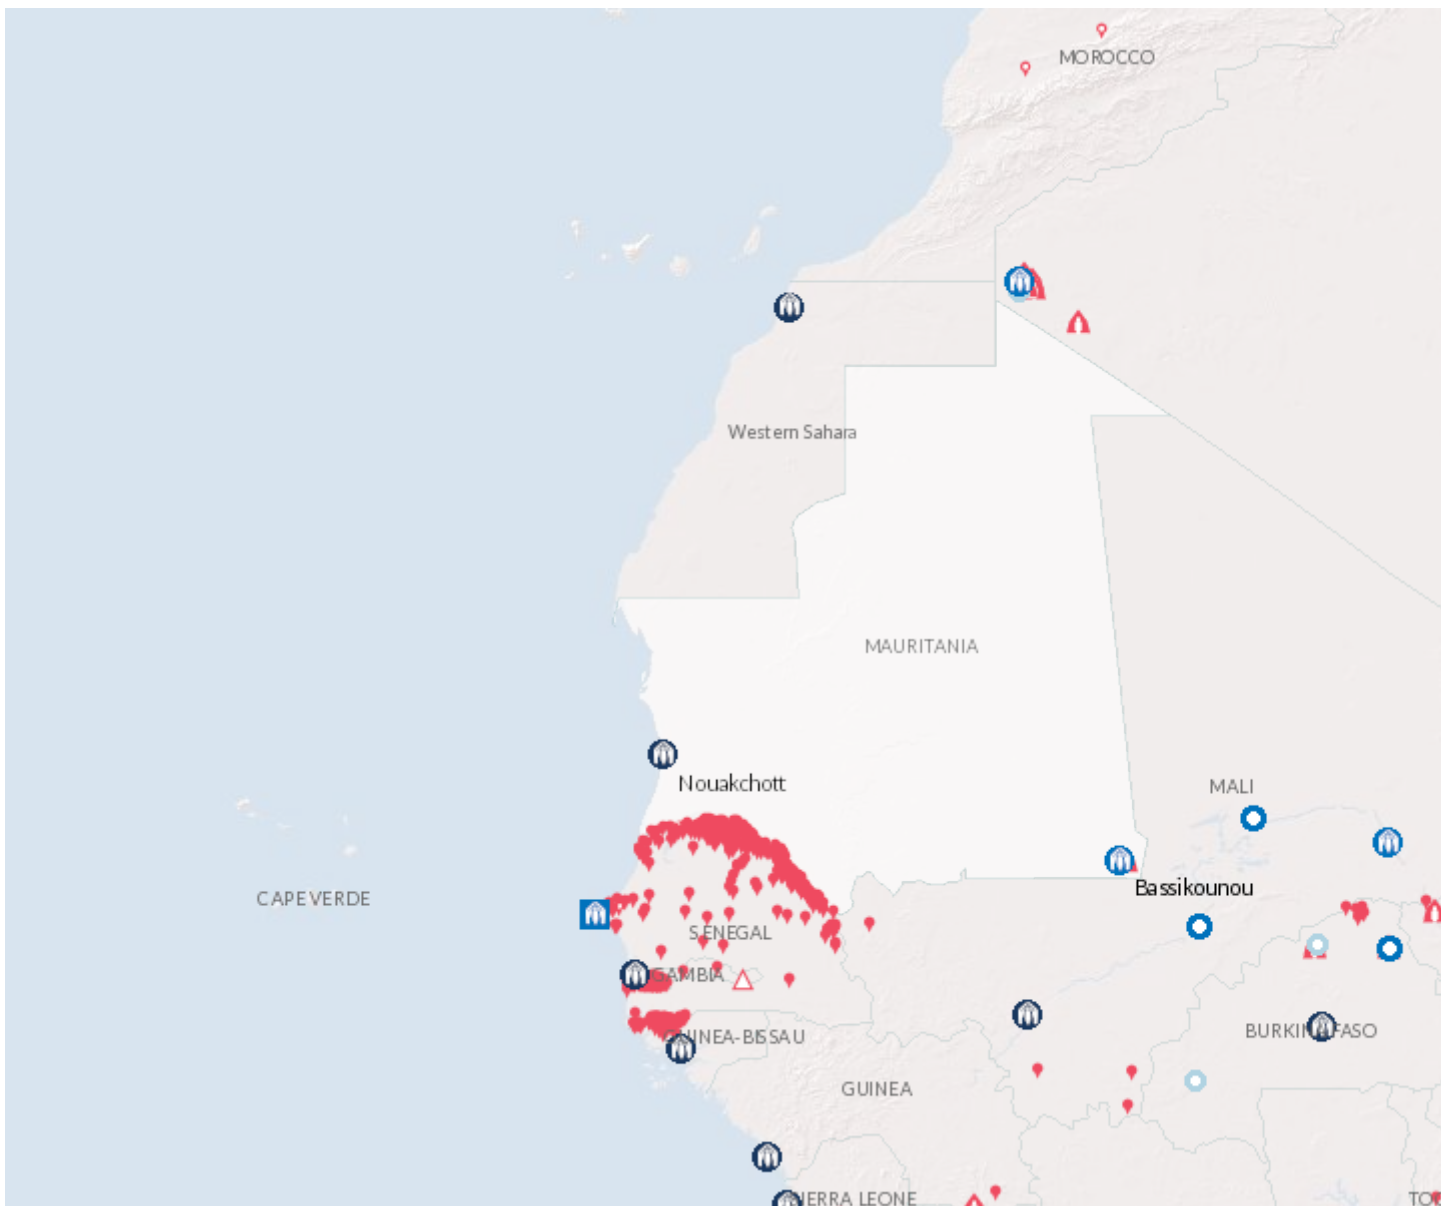 MOROCCO
Western Sahara
MAURITANIA
Nouakchott
MALI
Bassikounou
CAPE VERDE
SENEGAL
GAMBIA
GUINEA-BISSAU
BURKINA FASO
GUINEA
SIERRA LEONE